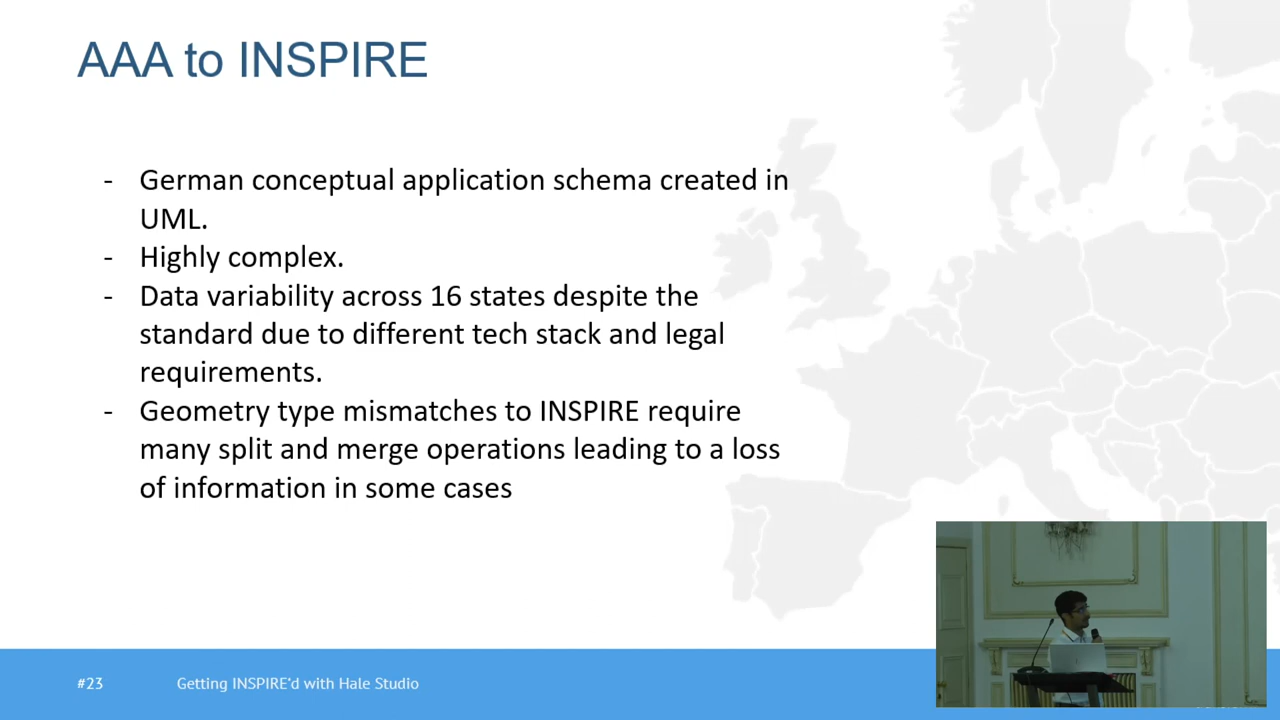 AAA to INSPIRE
- German conceptual application schema created in
UML.
- Highly complex.
- Data variability across 16 states despite the
standard due to different tech stack and legal
requirements.
- Geometry type mismatches to INSPIRE require
many split and merge operations leading to a loss
of information in some cases
#23 Getting INSPIRE'd with Hale Studio